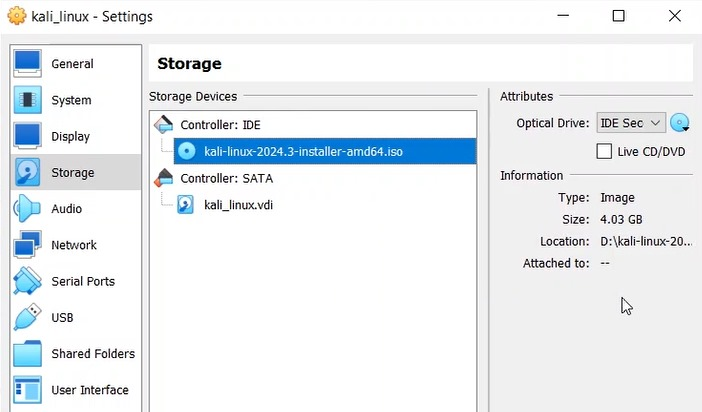 kali_linux - Settings
General
System
Display
Storage
Audio
Network
Serial Ports
USB
Shared Folders
User Interface
Storage
Storage Devices
Controller: IDE
kali-linux-2024.3-installer-amd64.iso
Controller: SATA
kali_linux.vdi
Attributes
Optical Drive: IDE Sec
Live CD/DVD
Information
Type: Image
Size: 4.03 GB
Location: D:\kali-linux-20...
Attached to: --